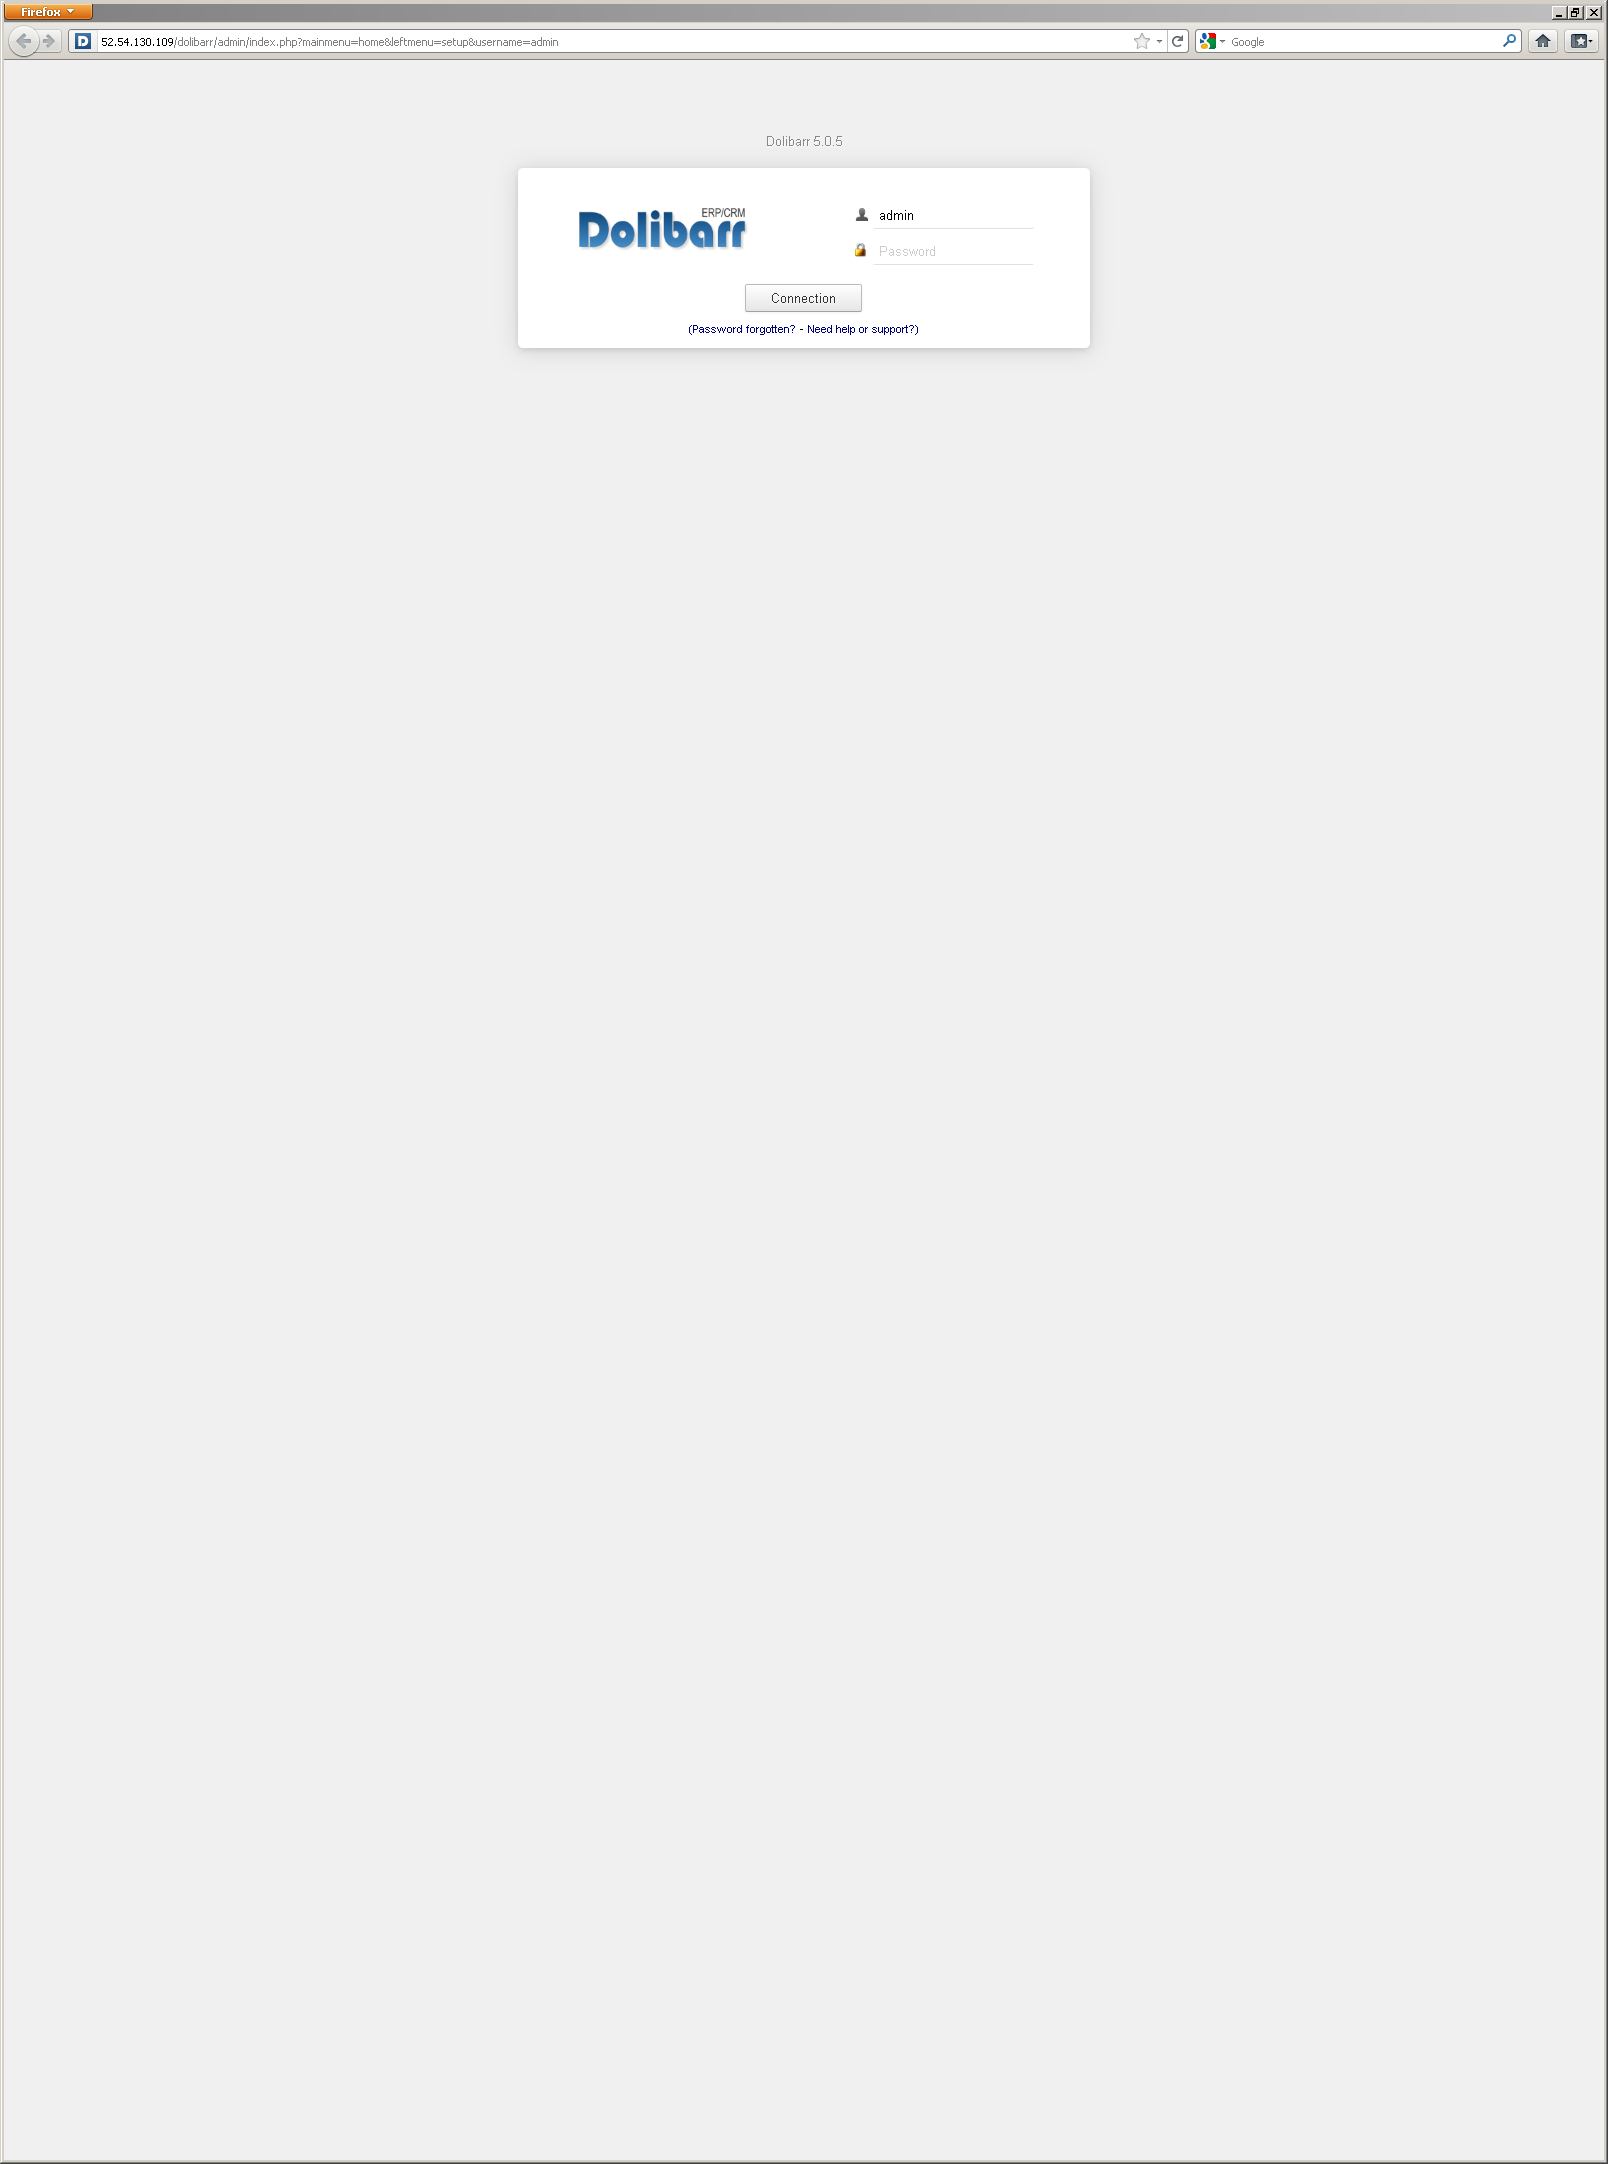 Firefox
52.54.130.109/dolibarr/admin/index.php?mainmenu=home&leftmenu=setup&username=admin
Google
Dolibarr 5.0.5
ERP/CRM
Dolibarr
admin
Password
Connection
(Password forgotten? - Need help or support?)